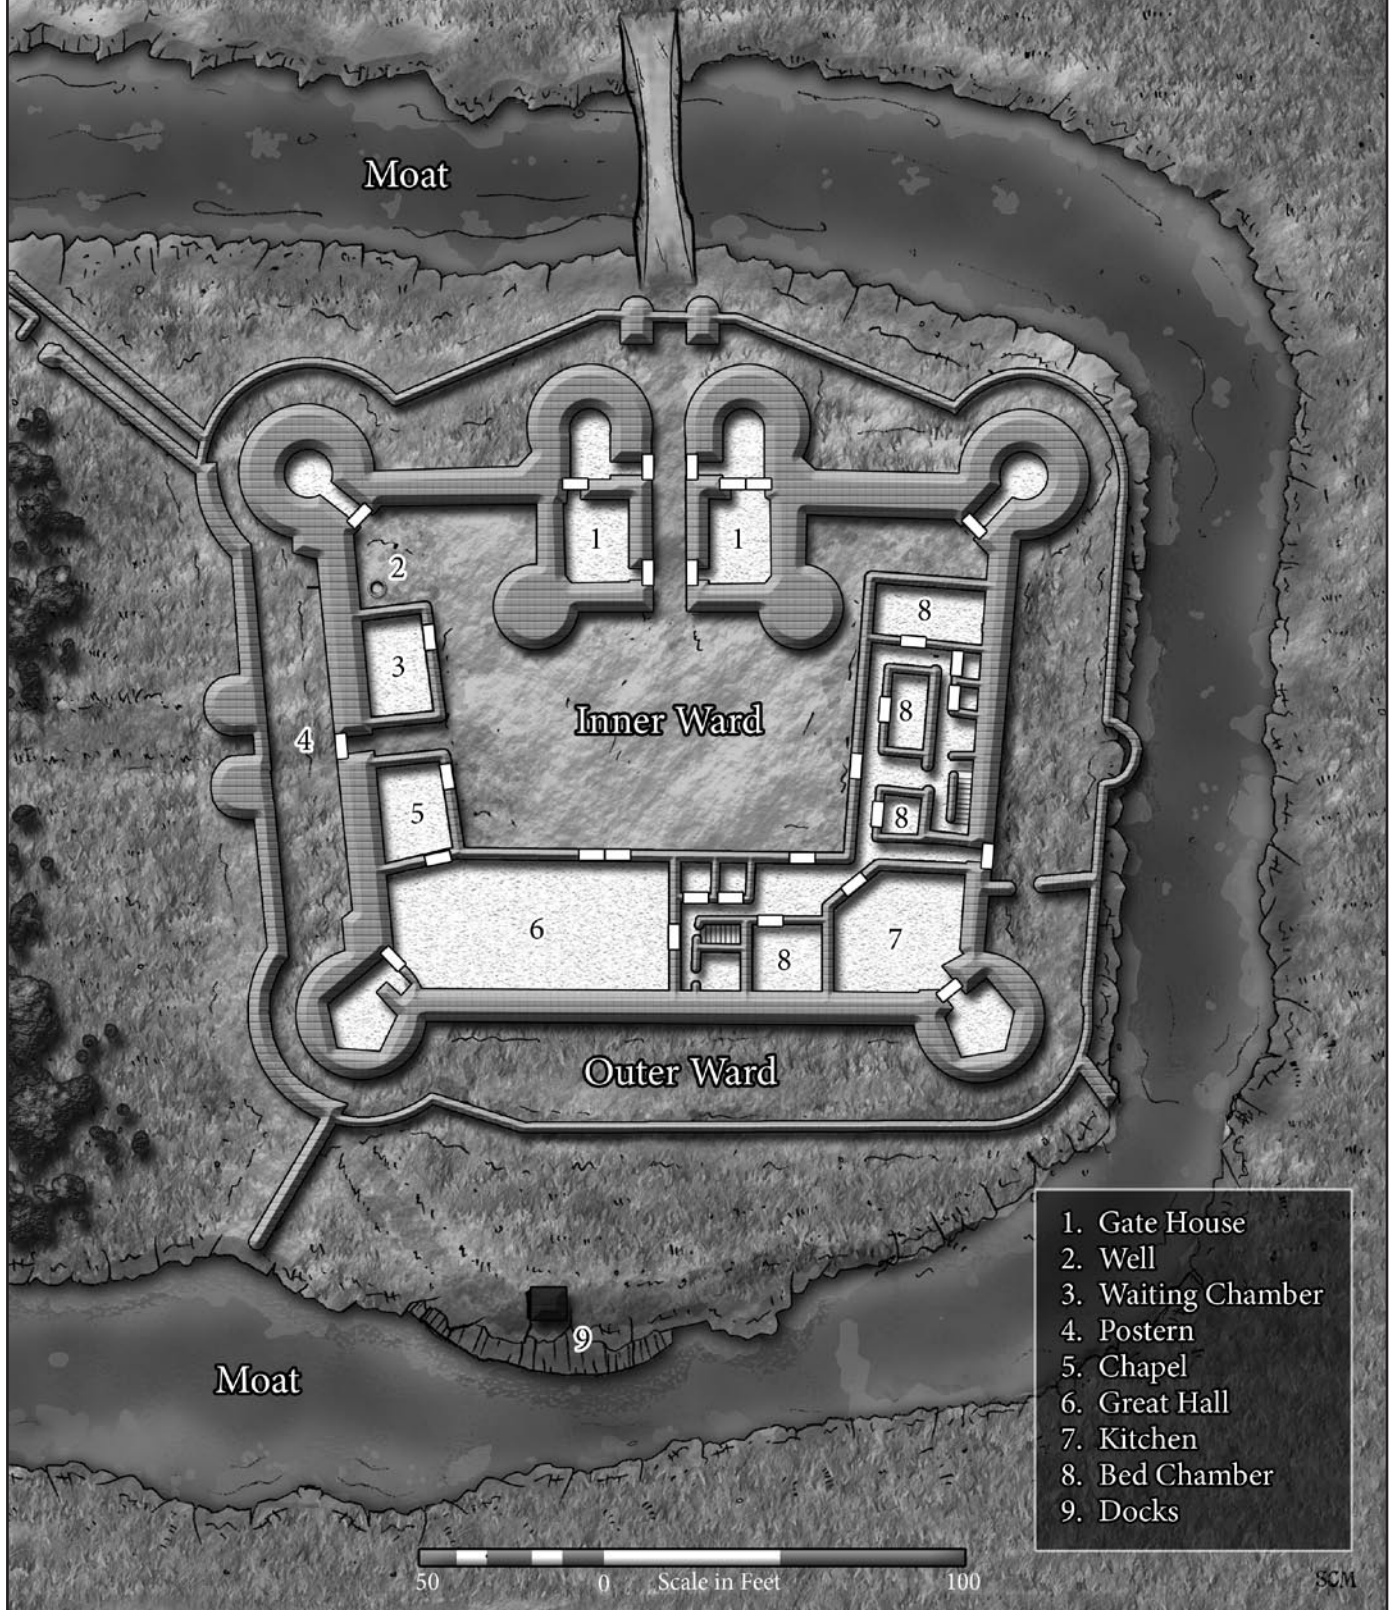 Moat
1
1
2
8
3
8
Inner Ward
4
5
8
6
7
8
Outer Ward
1. Gate House
2. Well
3. Waiting Chamber
4. Postern
5. Chapel
6. Great Hall
7. Kitchen
8. Bed Chamber
9. Docks
9
Moat
50 0 Scale in Feet 100
SCM